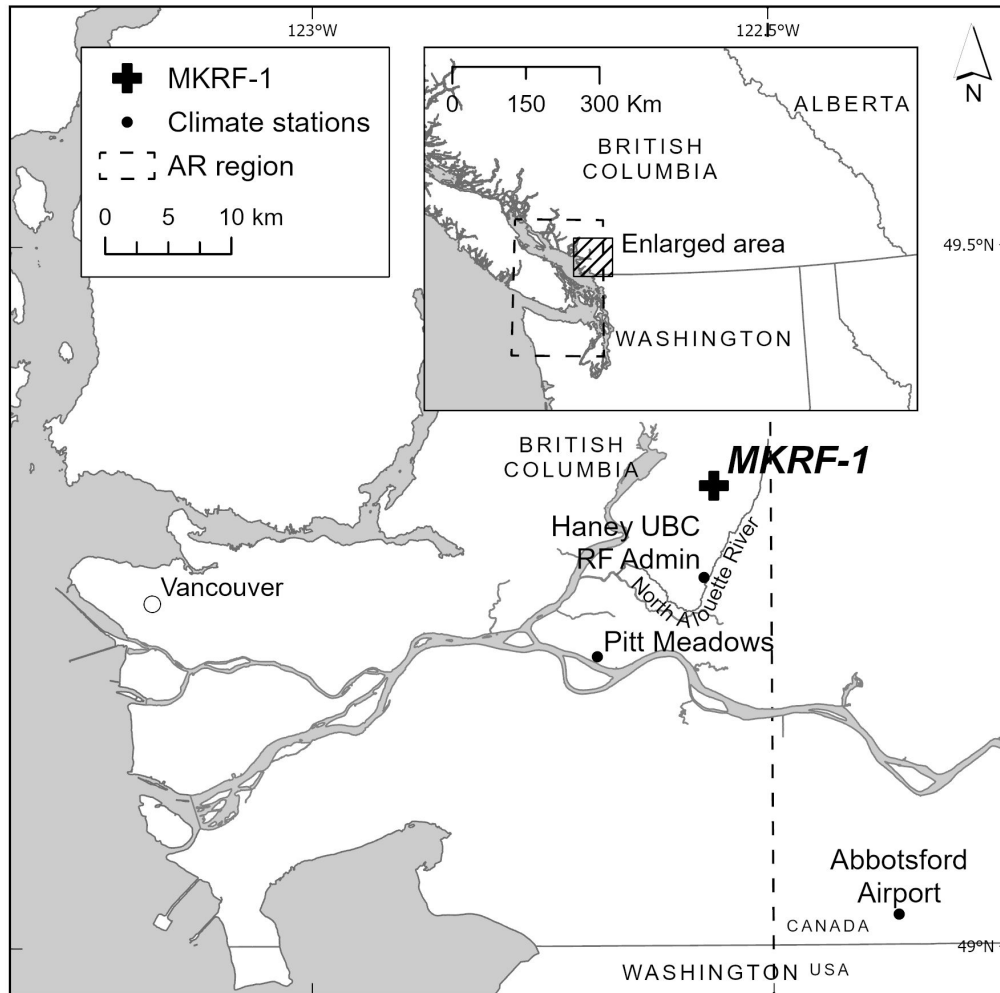 123°W
122.5°W
MKRF-1
Climate stations
AR region
0 5 10 km
0 150 300 Km
ALBERTA
BRITISH
COLUMBIA
Enlarged area
WASHINGTON
N
49.5°N
BRITISH
COLUMBIA
MKRF-1
Haney UBC
RF Admin
North Alouette River
Vancouver
Pitt Meadows
Abbotsford
Airport
CANADA
49°N
WASHINGTON USA